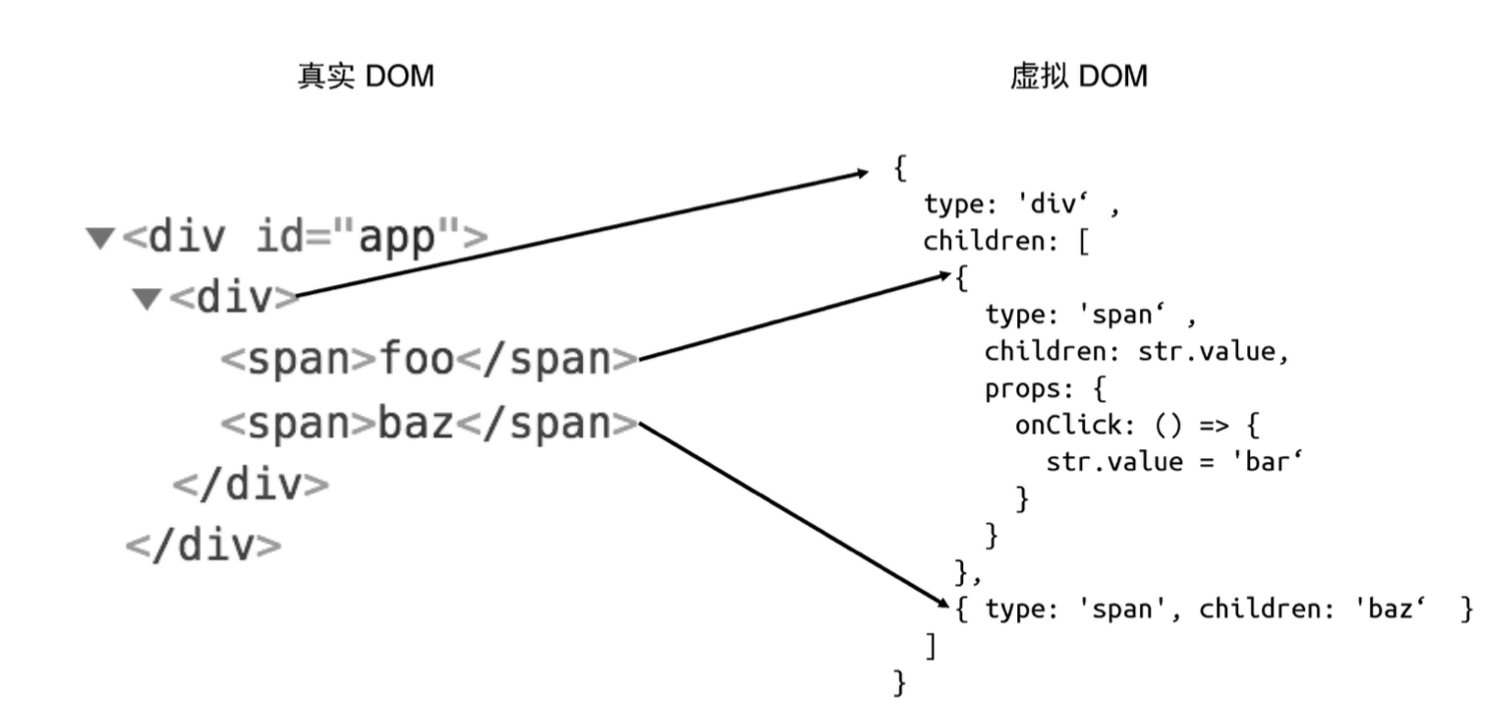 真实 DOM
虚拟 DOM
▼<div id="app">
▼<div>
<span>foo</span>
<span>baz</span>
</div>
</div>
{
type: 'div‘ ,
children: [
{
type: 'span‘ ,
children: str.value,
props: {
onClick: () => {
str.value = 'bar‘
}
}
},
{ type: 'span', children: 'baz‘  }
]
}